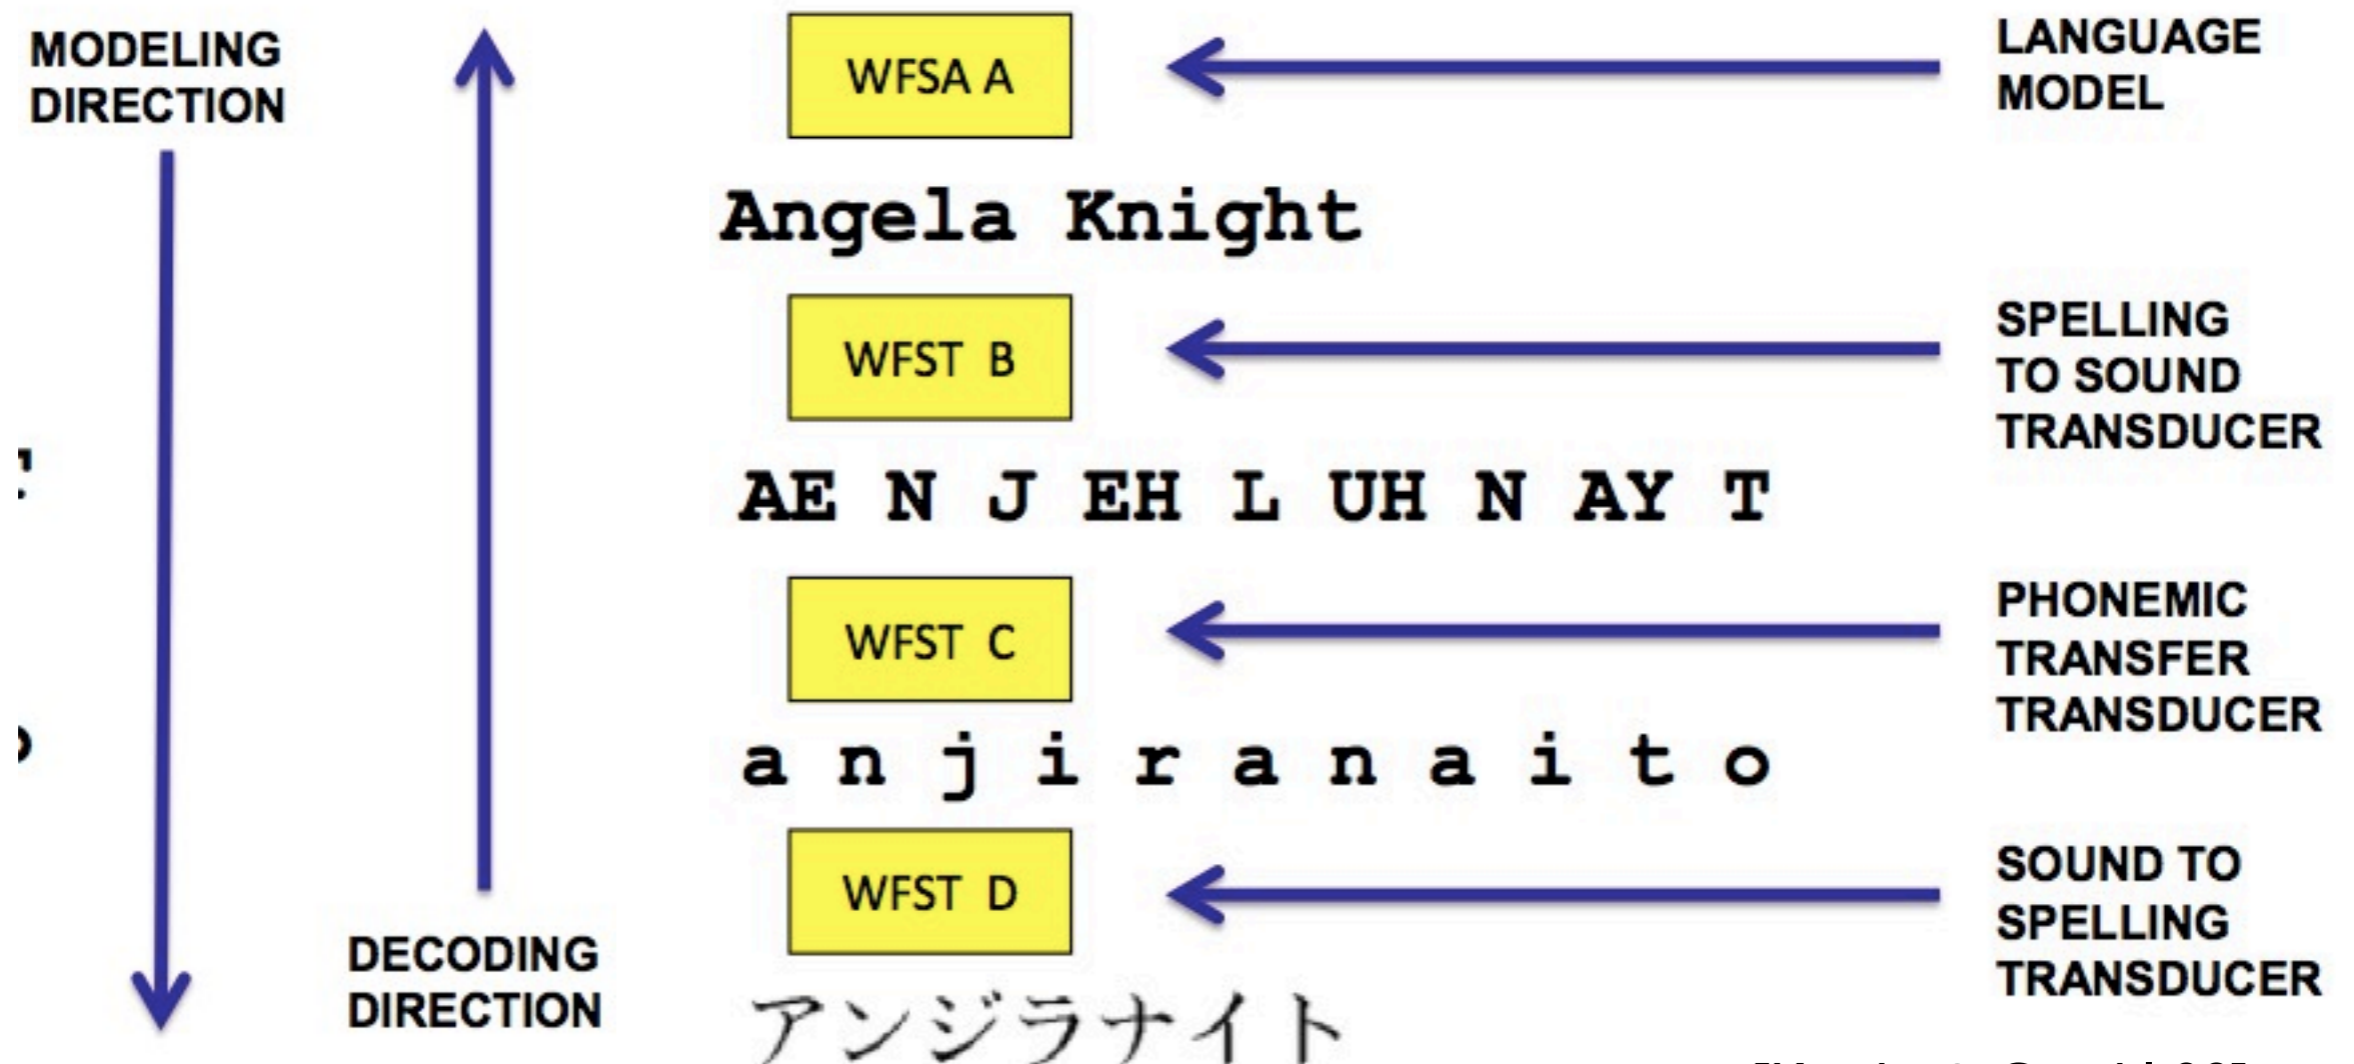 MODELING
DIRECTION
WFSA A
LANGUAGE
MODEL
Angela Knight
WFST B
SPELLING
TO SOUND
TRANSDUCER
AE N J EH L UH N AY T
WFST C
PHONEMIC
TRANSFER
TRANSDUCER
a n j i r a n a i t o
WFST D
SOUND TO
SPELLING
TRANSDUCER
DECODING
DIRECTION
アンジラナイト